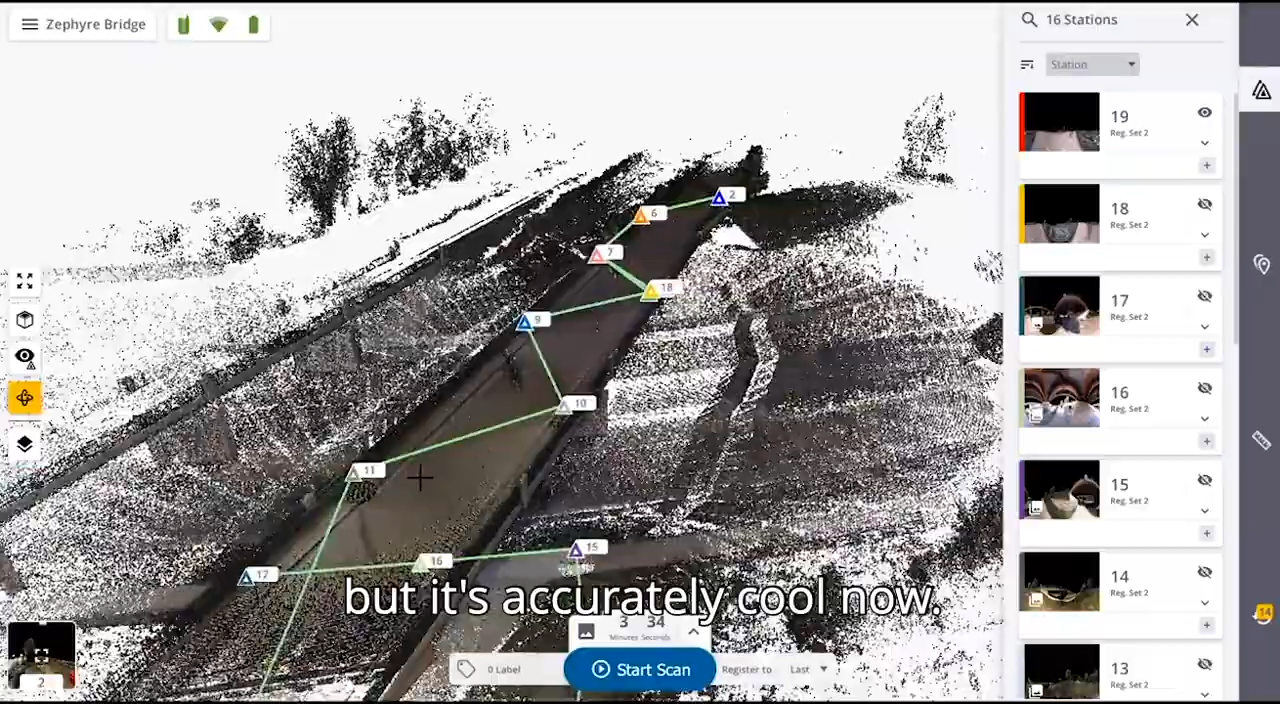 Zephyre Bridge
16 Stations
Station
19
Reg. Set 2
18
Reg. Set 2
17
Reg. Set 2
16
Reg. Set 2
15
Reg. Set 2
14
Reg. Set 2
13
Reg. Set 2
2
6
7
18
9
10
11
15
16
17
14
but it's accurately cool now.
3 34
Minutes Seconds
0 Label
Start Scan
Register to
Last
2